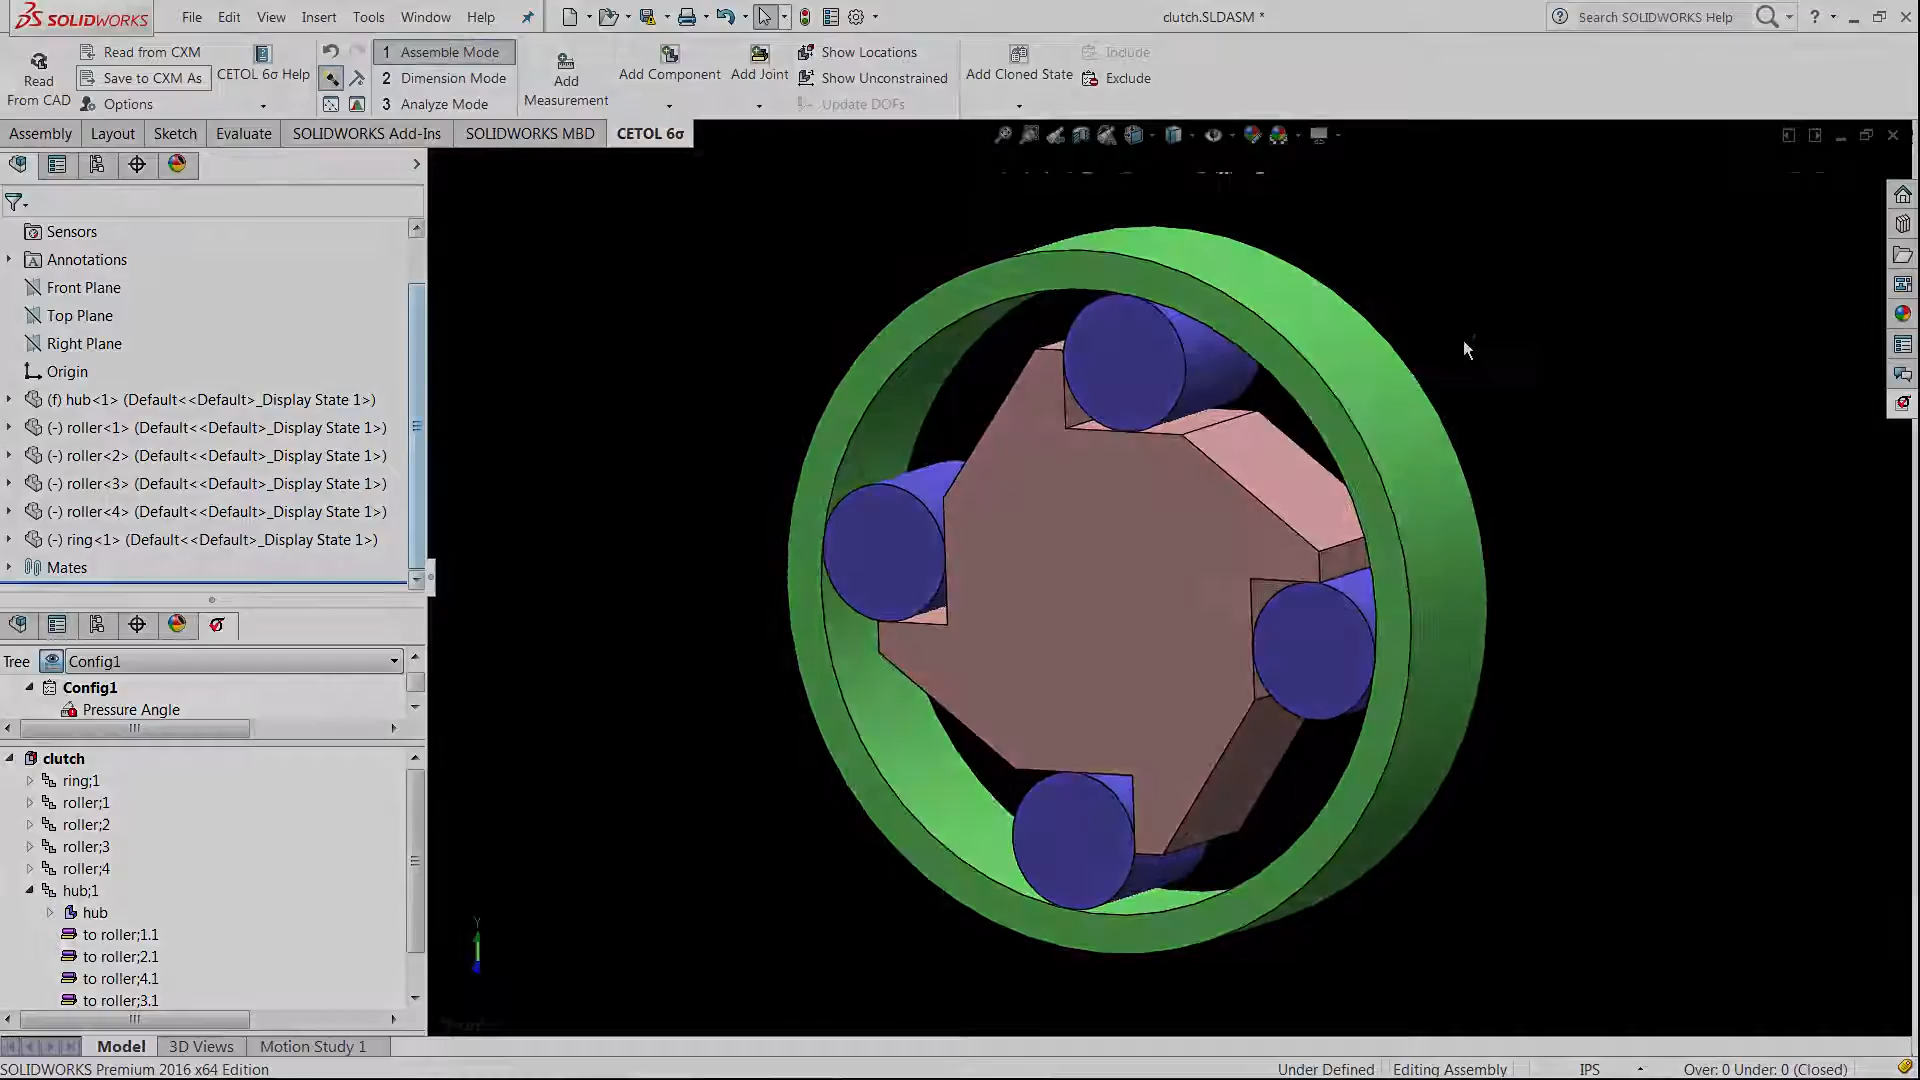 SOLIDWORKS File Edit View Insert Tools Window Help clutch.SLDASM * Search SOLIDWORKS Help ?
Read From CAD
Read from CXM
Save to CXM As
Options
CETOL 6σ Help
1 Assemble Mode
2 Dimension Mode
3 Analyze Mode
Add Measurement
Add Component
Add Joint
Show Locations
Show Unconstrained
Update DOFs
Add Cloned State
Include
Exclude
Assembly Layout Sketch Evaluate SOLIDWORKS Add-Ins SOLIDWORKS MBD CETOL 6σ
Sensors
Annotations
Front Plane
Top Plane
Right Plane
Origin
(f) hub<1> (Default<<Default>_Display State 1>)
(-) roller<1> (Default<<Default>_Display State 1>)
(-) roller<2> (Default<<Default>_Display State 1>)
(-) roller<3> (Default<<Default>_Display State 1>)
(-) roller<4> (Default<<Default>_Display State 1>)
(-) ring<1> (Default<<Default>_Display State 1>)
Mates
Tree Config1
Config1
Pressure Angle
clutch
ring;1
roller;1
roller;2
roller;3
roller;4
hub;1
hub
to roller;1.1
to roller;2.1
to roller;4.1
to roller;3.1
Y
Model 3D Views Motion Study 1
SOLIDWORKS Premium 2016 x64 Edition Under Defined Editing Assembly IPS Over: 0 Under: 0 (Closed)